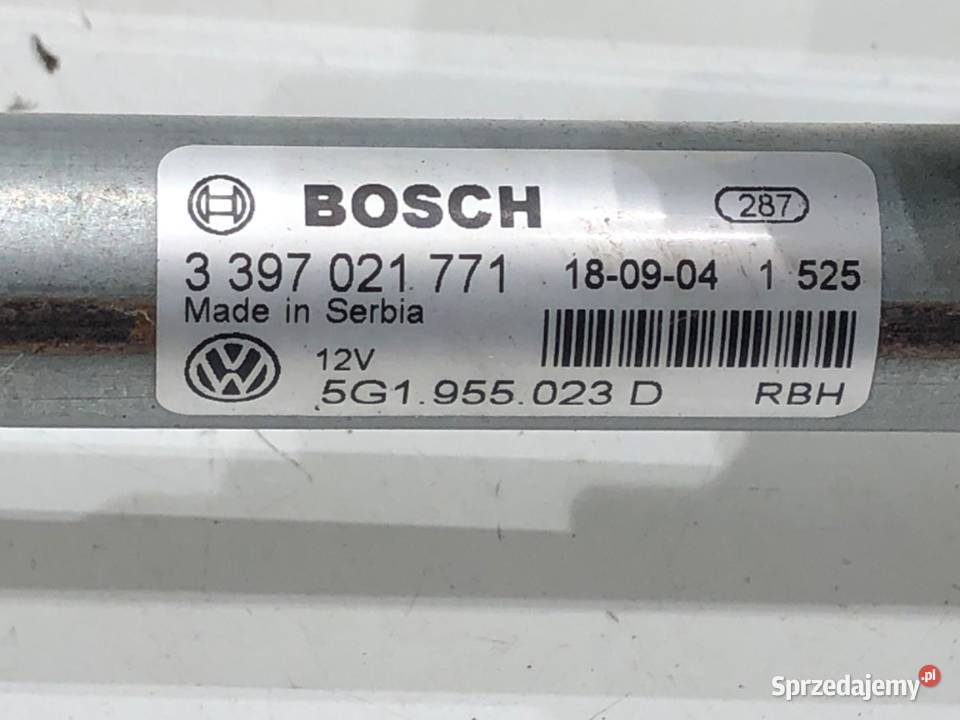 BOSCH 287
3 397 021 771 18-09-04 1 525
Made in Serbia
12V
5G1.955.023 D RBH
Sprzedajemy.pl